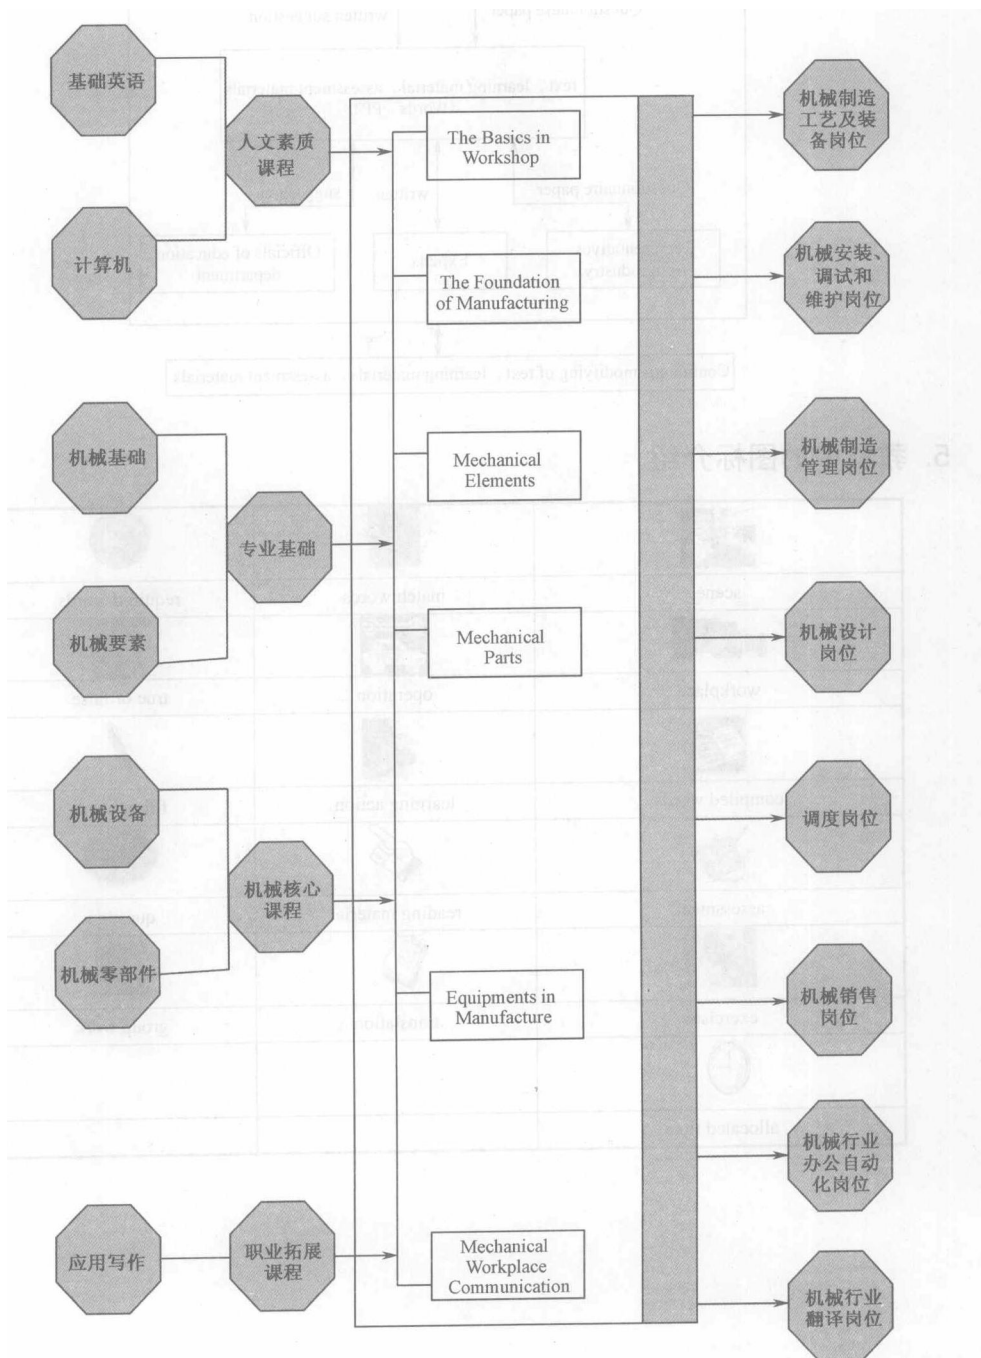 基础英语
计算机
机械基础
机械要素
机械设备
机械零部件
应用写作
人文素质
课程
专业基础
机械核心
课程
职业拓展
课程
The Basics in
Workshop
The Foundation
of Manufacturing
Mechanical
Elements
Mechanical
Parts
Equipments in
Manufacture
Mechanical
Workplace
Communication
机械制造
工艺及装
备岗位
机械安装、
调试和
维护岗位
机械制造
管理岗位
机械设计
岗位
调度岗位
机械销售
岗位
机械行业
办公自动
化岗位
机械行业
翻译岗位